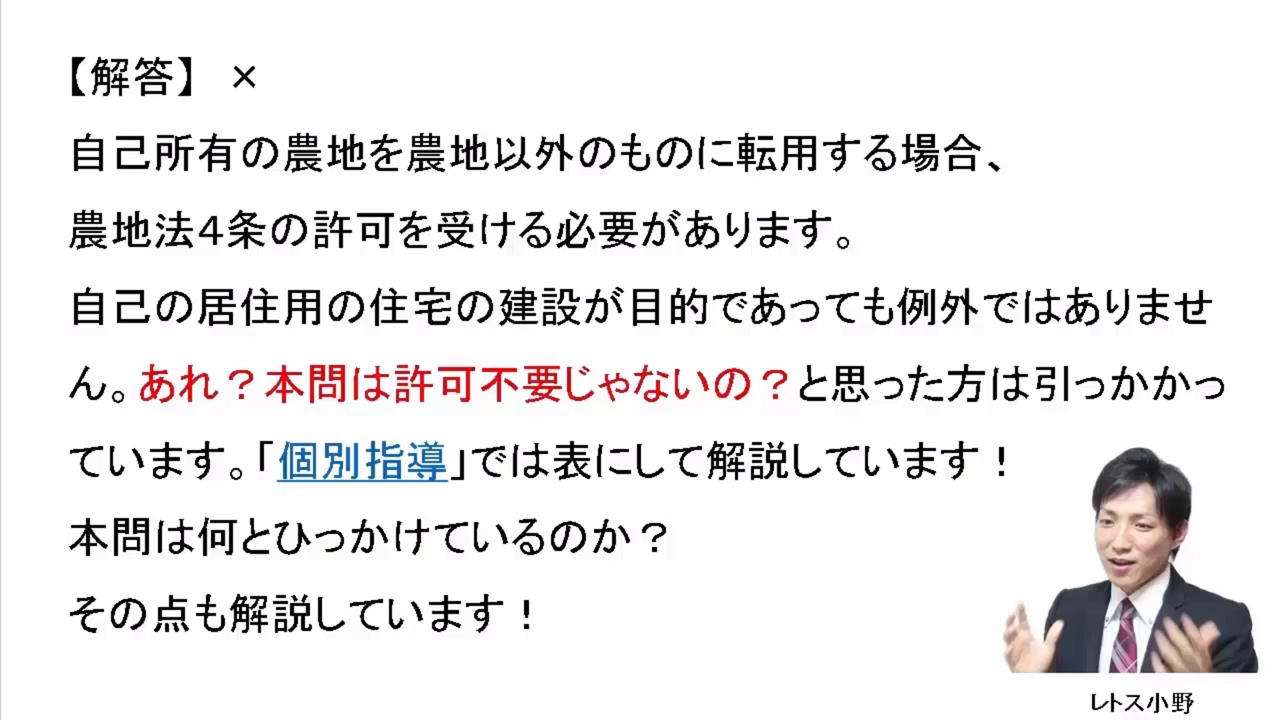 【解答】 ×
自己所有の農地を農地以外のものに転用する場合、
農地法４条の許可を受ける必要があります。
自己の居住用の住宅の建設が目的であっても例外ではありませ
ん。あれ？本問は許可不要じゃないの？と思った方は引っかかっ
ています。「個別指導」では表にして解説しています！
本問は何とひっかけているのか？
その点も解説しています！
レトス小野